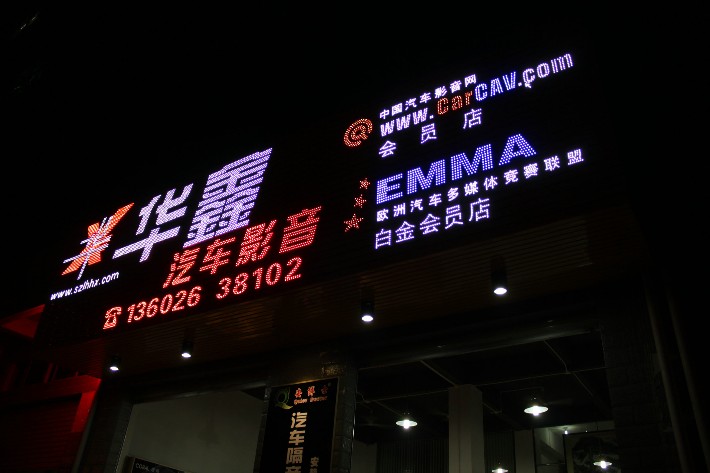 华鑫
汽车影音
www.szlhhx.com
☎13602638102
中国汽车影音网
www.CarCAV.com
会员店
EMMA
欧洲汽车多媒体竞赛联盟
白金会员店
汽车隔音